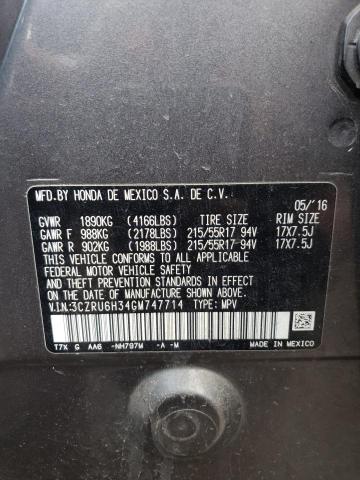 MFD. BY HONDA DE MEXICO S.A. DE C.V. 05/'16
GVWR 1890KG (4166LBS) TIRE SIZE RIM SIZE
GAWR F 988KG (2178LBS) 215/55R17 94V 17X7.5J
GAWR R 902KG (1988LBS) 215/55R17 94V 17X7.5J
THIS VEHICLE CONFORMS TO ALL APPLICABLE
FEDERAL MOTOR VEHICLE SAFETY, BUMPER,
AND THEFT PREVENTION STANDARDS IN EFFECT
ON THE DATE OF MANUFACTURE SHOWN ABOVE.
V.I.N.:3CZRU6H34GM747714 TYPE: MPV
T7X G AA6 -NH797M -A -M MADE IN MEXICO